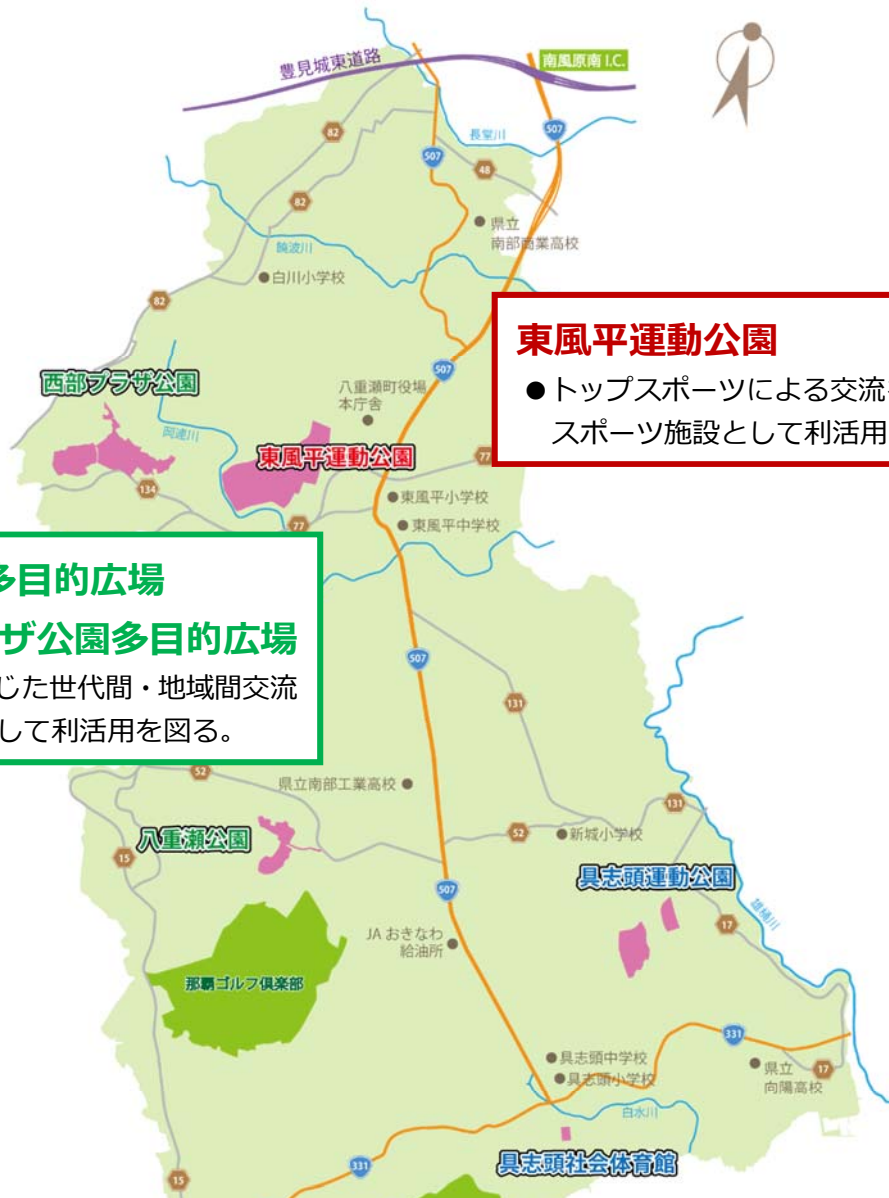 豊見城東道路
南風原南 I.C.
82
長堂川
507
507
48
82
県立
南部商業高校
饒波川
白川小学校
82
東風平運動公園
●トップスポーツによる交流
スポーツ施設として利活用
507
西部プラザ公園
八重瀬町役場
本庁舎
報得川
東風平運動公園
77
134
東風平小学校
77
東風平中学校
多目的広場
ザ公園多目的広場
じた世代間・地域間交流
して利活用を図る。
507
131
52
県立南部工業高校
131
52
新城小学校
八重瀬公園
15
具志頭運動公園
507
雄樋川
17
JA おきなわ
給油所
那覇ゴルフ倶楽部
331
具志頭中学校
県立
向陽高校
17
具志頭小学校
白水川
331
具志頭社会体育館
15